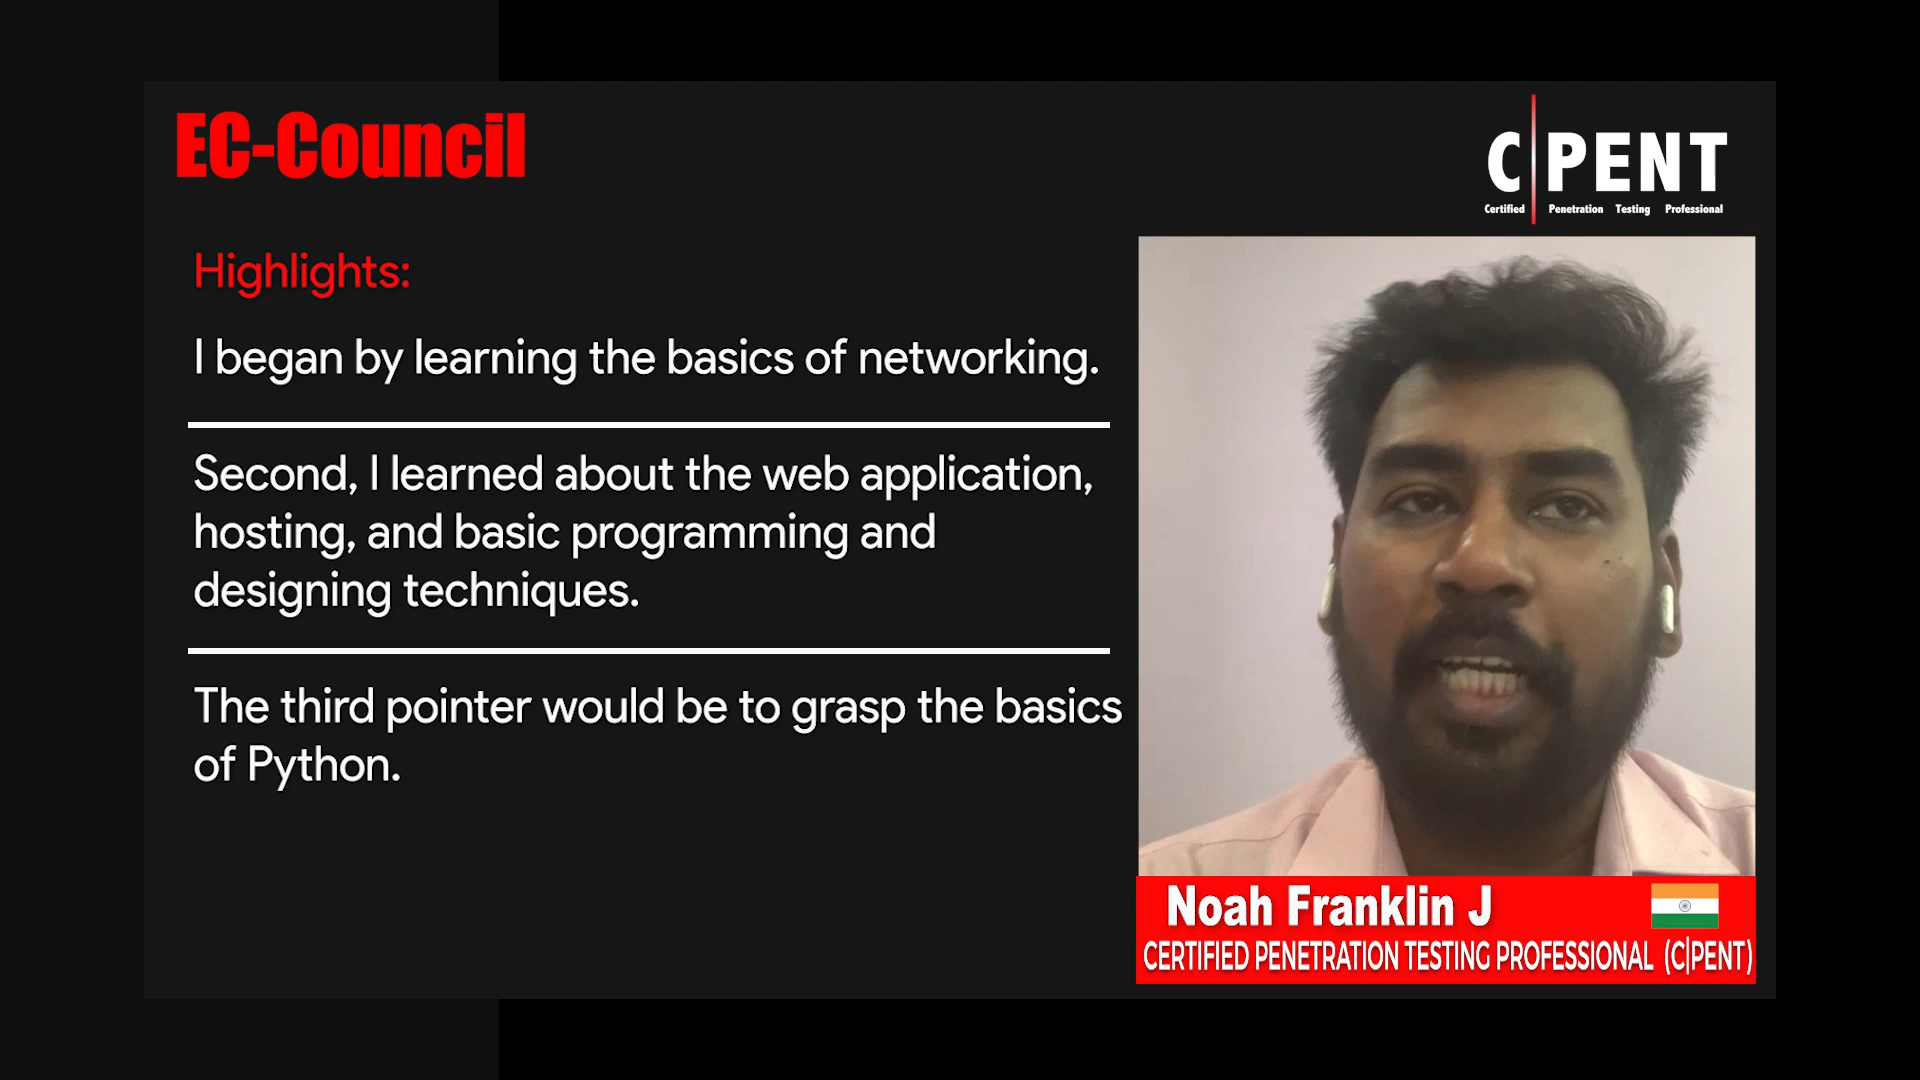 EC-Council
C|PENT
Certified Penetration Testing Professional
Highlights:
I began by learning the basics of networking.
Second, I learned about the web application,
hosting, and basic programming and
designing techniques.
The third pointer would be to grasp the basics
of Python.
Noah Franklin J
CERTIFIED PENETRATION TESTING PROFESSIONAL (C|PENT)